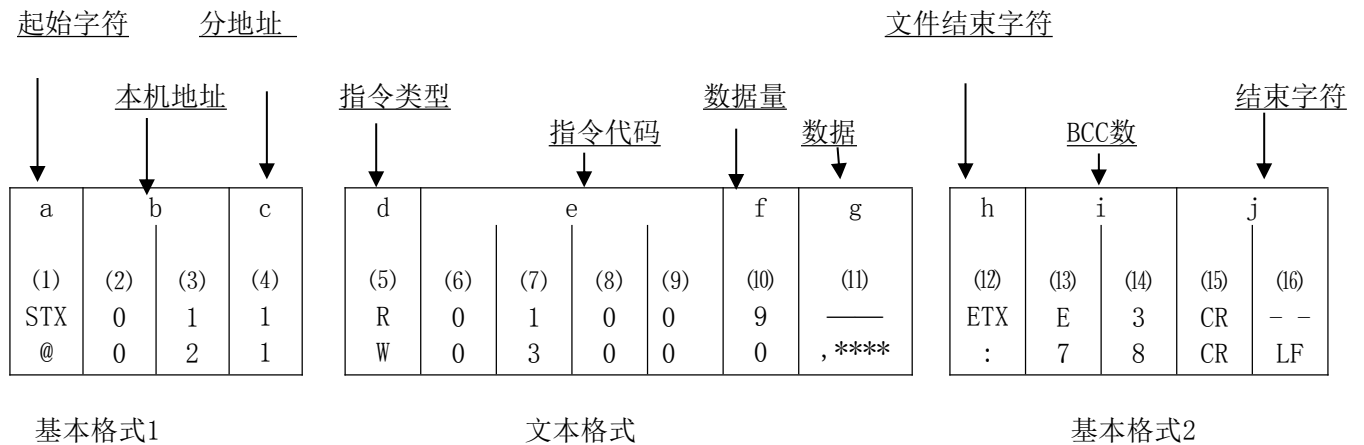 起始字符 分地址 文件结束字符
本机地址 指令类型 数据量 结束字符
指令代码 数据 BCC数
a b c d e f g h i j
(1) (2) (3) (4) (5) (6) (7) (8) (9) (10) (11) (12) (13) (14) (15) (16)
STX 0 1 1 R 0 1 0 0 9 —— ETX E 3 CR - -
@ 0 2 1 W 0 3 0 0 0 ,**** : 7 8 CR LF
基本格式1 文本格式 基本格式2